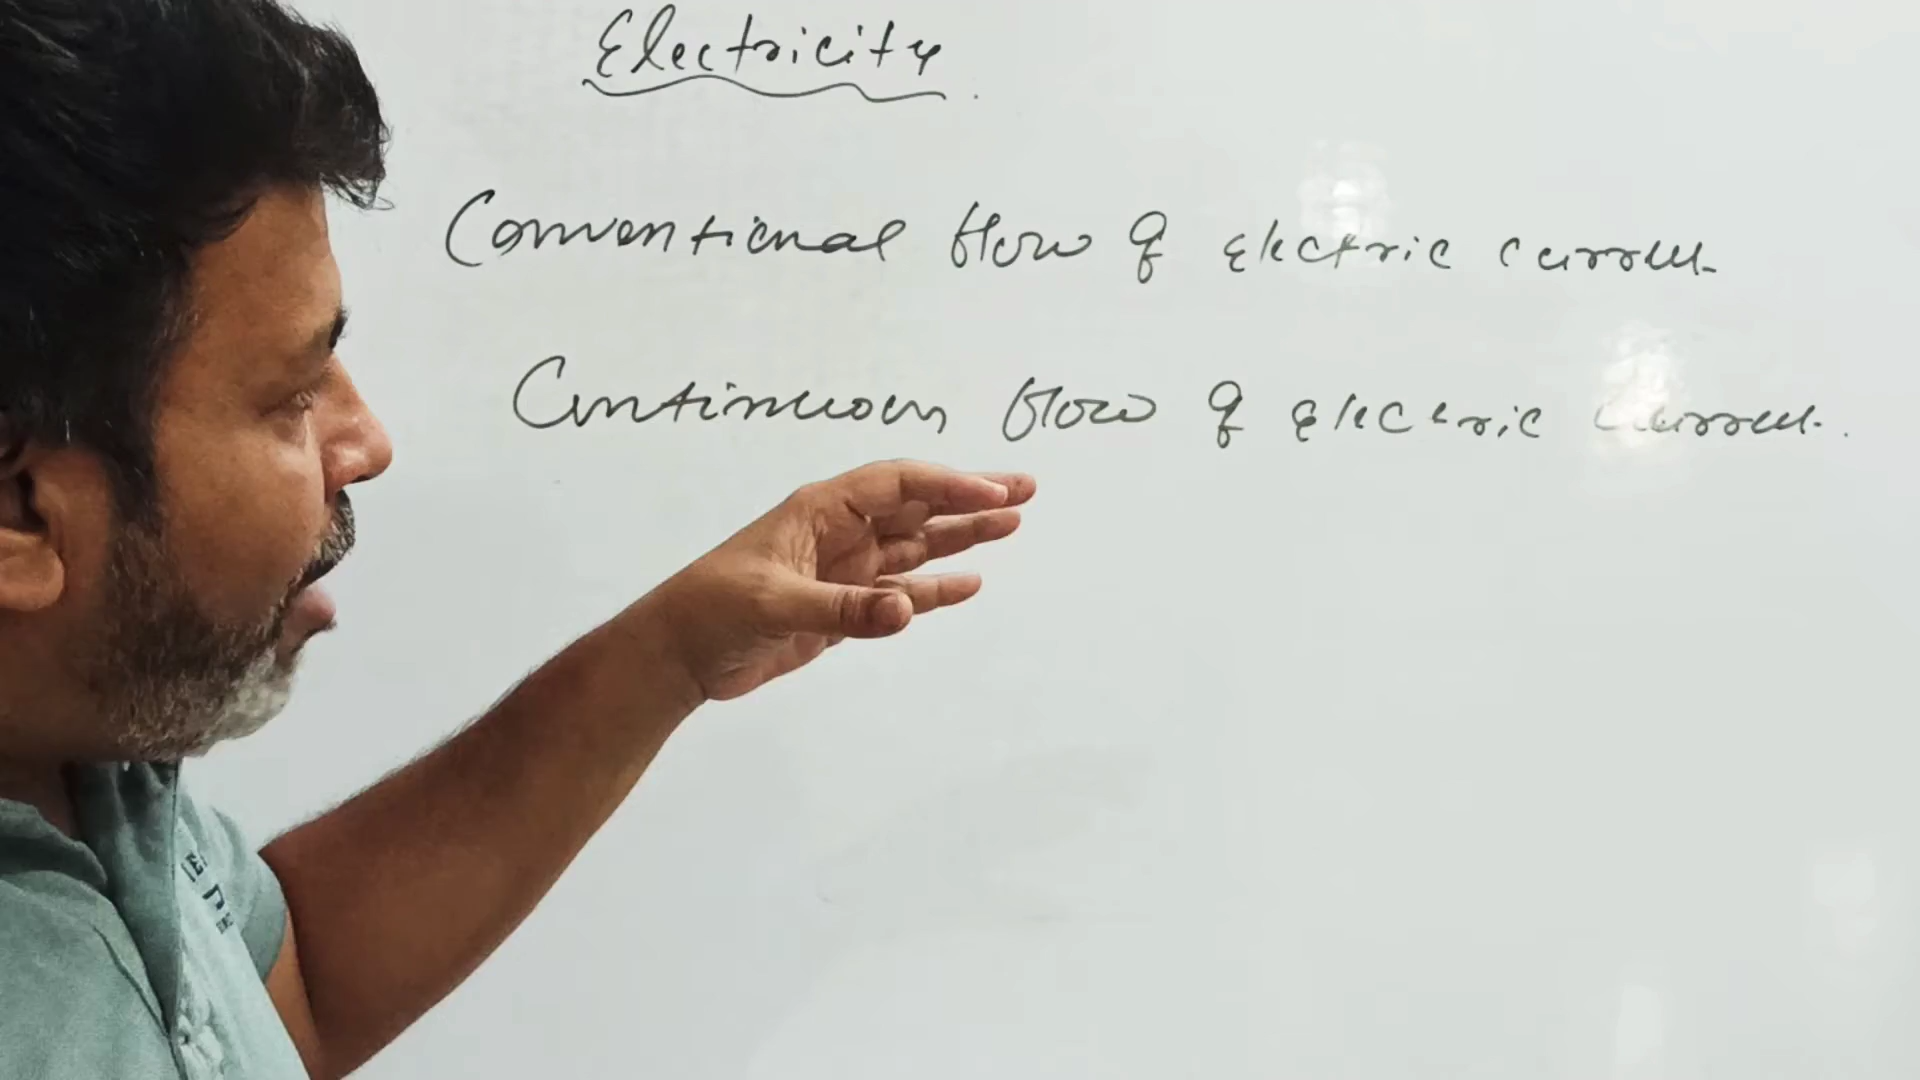 Electricity
Conventional flow of electric current
Continuous flow of electric current.